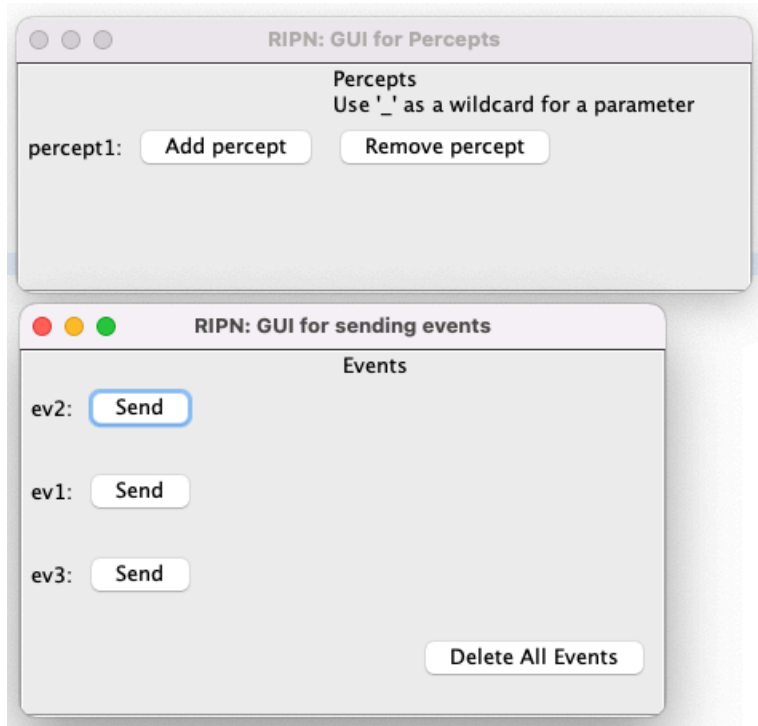 RIPN: GUI for Percepts
Percepts
Use '_' as a wildcard for a parameter
percept1: Add percept Remove percept
RIPN: GUI for sending events
Events
ev2: Send
ev1: Send
ev3: Send
Delete All Events